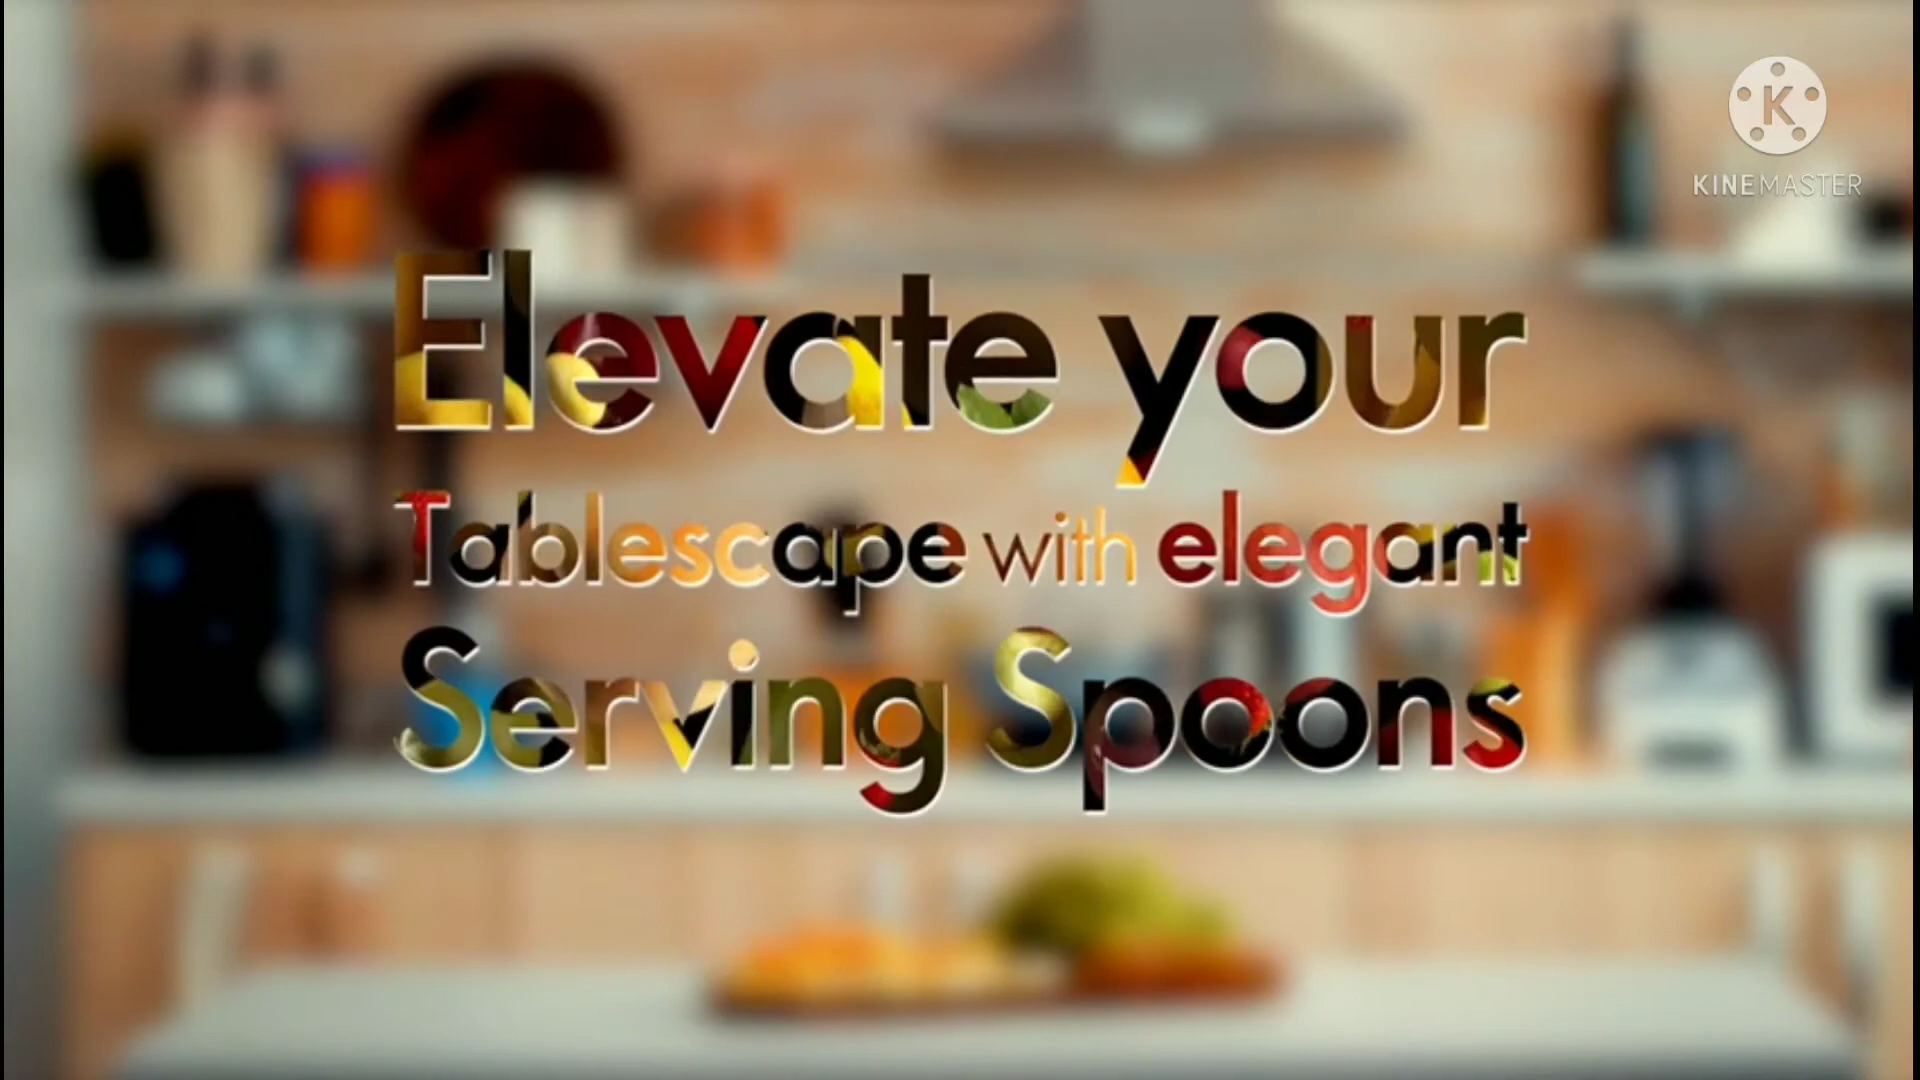 K
KINEMASTER
Elevate your
Tablescape with elegant
Serving Spoons